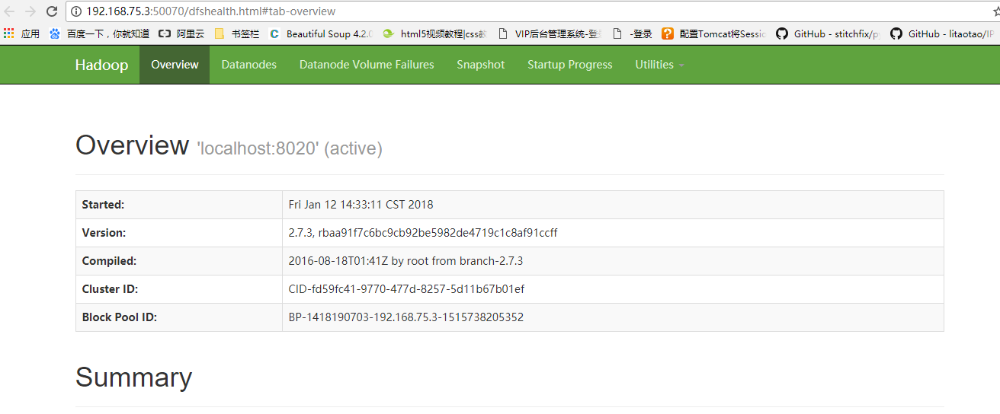 192.168.75.3:50070/dfshealth.html#tab-overview
应用 百度一下，你就知道 阿里云 书签栏 Beautiful Soup 4.2.0 html5视频教程|css教 VIP后台管理系统-登录 -登录 配置Tomcat将Sessio GitHub - stitchfix/py GitHub - litaotao/IP
Hadoop Overview Datanodes Datanode Volume Failures Snapshot Startup Progress Utilities
Overview 'localhost:8020' (active)
Started: Fri Jan 12 14:33:11 CST 2018
Version: 2.7.3, rbaa91f7c6bc9cb92be5982de4719c1c8af91ccff
Compiled: 2016-08-18T01:41Z by root from branch-2.7.3
Cluster ID: CID-fd59fc41-9770-477d-8257-5d11b67b01ef
Block Pool ID: BP-1418190703-192.168.75.3-1515738205352
Summary